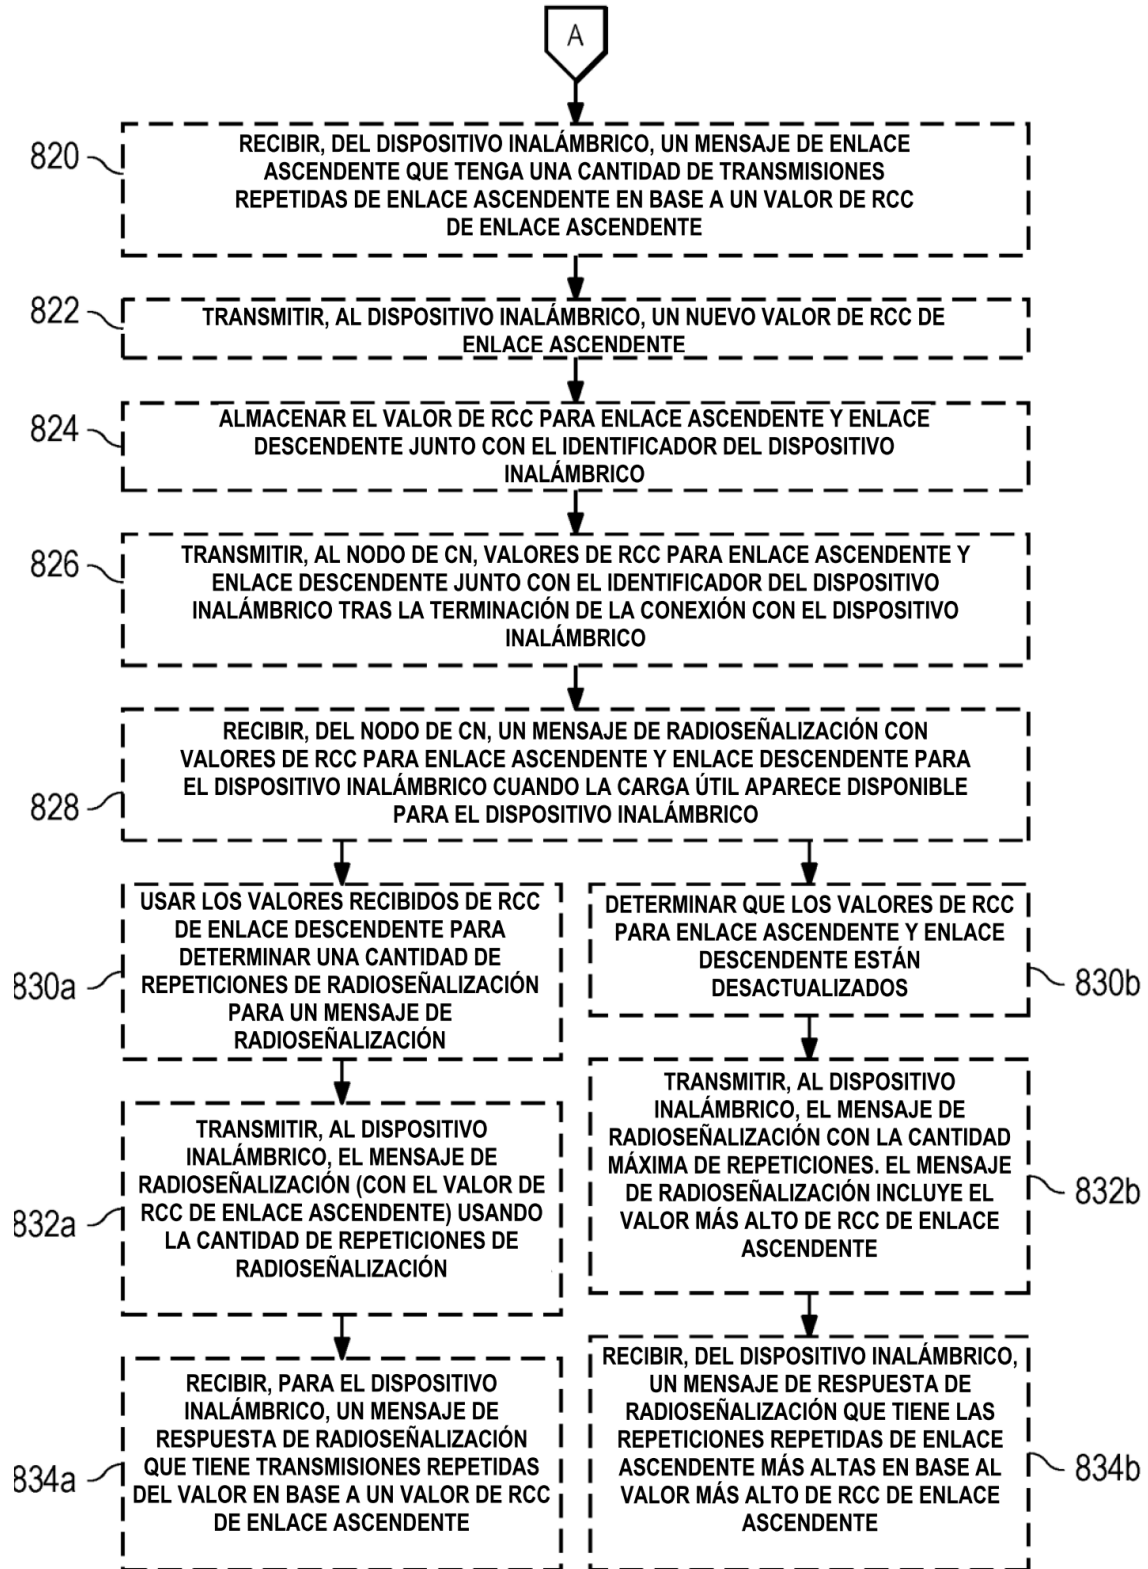 A
820
RECIBIR, DEL DISPOSITIVO INALÁMBRICO, UN MENSAJE DE ENLACE
ASCENDENTE QUE TENGA UNA CANTIDAD DE TRANSMISIONES
REPETIDAS DE ENLACE ASCENDENTE EN BASE A UN VALOR DE RCC
DE ENLACE ASCENDENTE
822
TRANSMITIR, AL DISPOSITIVO INALÁMBRICO, UN NUEVO VALOR DE RCC DE
ENLACE ASCENDENTE
824
ALMACENAR EL VALOR DE RCC PARA ENLACE ASCENDENTE Y ENLACE
DESCENDENTE JUNTO CON EL IDENTIFICADOR DEL DISPOSITIVO
INALÁMBRICO
826
TRANSMITIR, AL NODO DE CN, VALORES DE RCC PARA ENLACE ASCENDENTE Y
ENLACE DESCENDENTE JUNTO CON EL IDENTIFICADOR DEL DISPOSITIVO
INALÁMBRICO TRAS LA TERMINACIÓN DE LA CONEXIÓN CON EL DISPOSITIVO
INALÁMBRICO
828
RECIBIR, DEL NODO DE CN, UN MENSAJE DE RADIOSEÑALIZACIÓN CON
VALORES DE RCC PARA ENLACE ASCENDENTE Y ENLACE DESCENDENTE PARA
EL DISPOSITIVO INALÁMBRICO CUANDO LA CARGA ÚTIL APARECE DISPONIBLE
PARA EL DISPOSITIVO INALÁMBRICO
830a
USAR LOS VALORES RECIBIDOS DE RCC
DE ENLACE DESCENDENTE PARA
DETERMINAR UNA CANTIDAD DE
REPETICIONES DE RADIOSEÑALIZACIÓN
PARA UN MENSAJE DE
RADIOSEÑALIZACIÓN
832a
TRANSMITIR, AL DISPOSITIVO
INALÁMBRICO, EL MENSAJE DE
RADIOSEÑALIZACIÓN (CON EL VALOR DE
RCC DE ENLACE ASCENDENTE) USANDO
LA CANTIDAD DE REPETICIONES DE
RADIOSEÑALIZACIÓN
834a
RECIBIR, PARA EL DISPOSITIVO
INALÁMBRICO, UN MENSAJE DE
RESPUESTA DE RADIOSEÑALIZACIÓN
QUE TIENE TRANSMISIONES REPETIDAS
DEL VALOR EN BASE A UN VALOR DE RCC
DE ENLACE ASCENDENTE
DETERMINAR QUE LOS VALORES DE RCC
PARA ENLACE ASCENDENTE Y ENLACE
DESCENDENTE ESTÁN
DESACTUALIZADOS
830b
TRANSMITIR, AL DISPOSITIVO
INALÁMBRICO, EL MENSAJE DE
RADIOSEÑALIZACIÓN CON LA CANTIDAD
MÁXIMA DE REPETICIONES. EL MENSAJE
DE RADIOSEÑALIZACIÓN INCLUYE EL
VALOR MÁS ALTO DE RCC DE ENLACE
ASCENDENTE
832b
RECIBIR, DEL DISPOSITIVO INALÁMBRICO,
UN MENSAJE DE RESPUESTA DE
RADIOSEÑALIZACIÓN QUE TIENE LAS
REPETICIONES REPETIDAS DE ENLACE
ASCENDENTE MÁS ALTAS EN BASE AL
VALOR MÁS ALTO DE RCC DE ENLACE
ASCENDENTE
834b